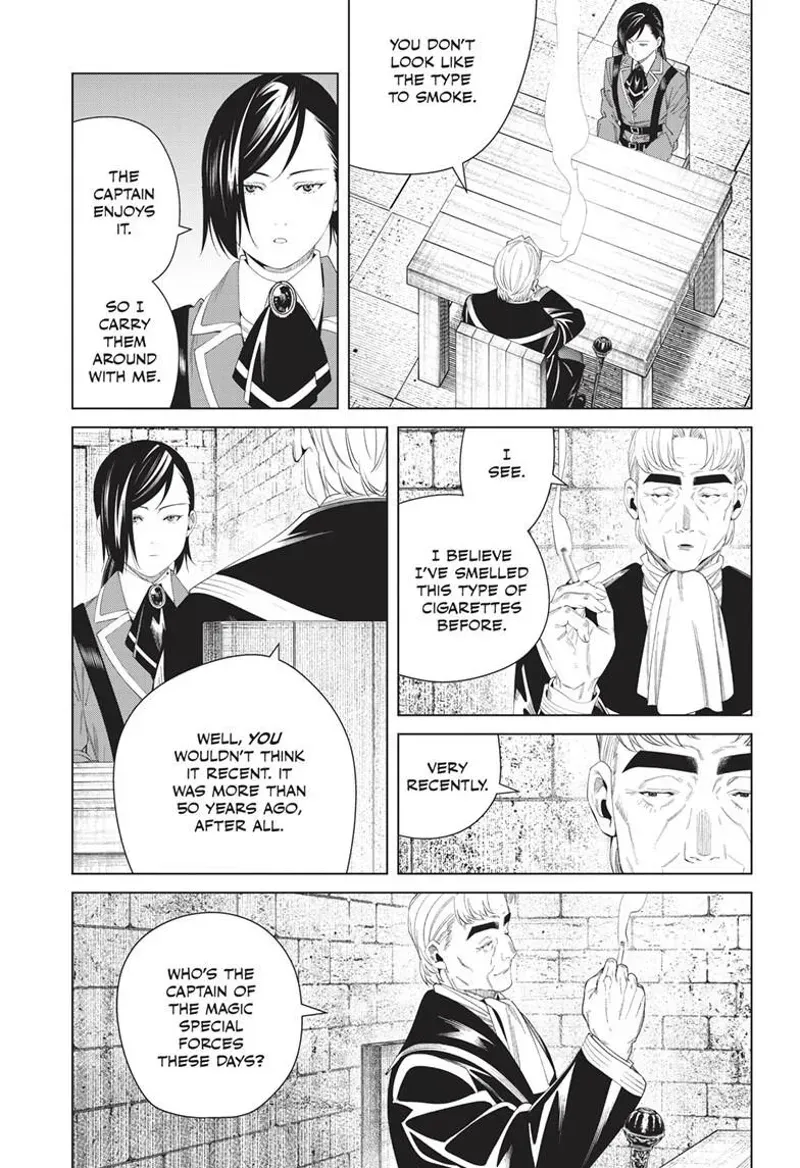 YOU DON'T
LOOK LIKE
THE TYPE
TO SMOKE.
THE
CAPTAIN
ENJOYS
IT.
SO I
CARRY
THEM
AROUND
WITH ME.
I
SEE.
I BELIEVE
I'VE SMELLED
THIS TYPE OF
CIGARETTES
BEFORE.
VERY
RECENTLY.
WELL, YOU
WOULDN'T THINK
IT RECENT. IT
WAS MORE THAN
50 YEARS AGO,
AFTER ALL.
WHO'S THE
CAPTAIN OF
THE MAGIC
SPECIAL
FORCES
THESE DAYS?